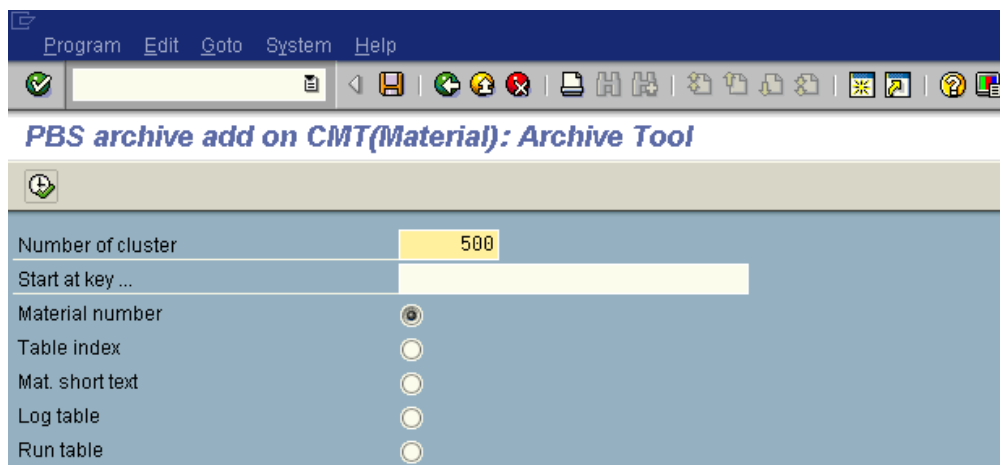 Program Edit Goto System Help
PBS archive add on CMT(Material): Archive Tool
Number of cluster 500
Start at key ...
Material number
Table index
Mat. short text
Log table
Run table